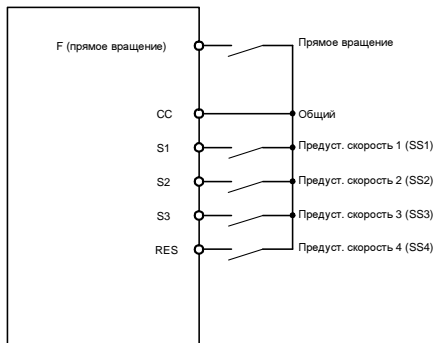 F (прямое вращение) Прямое вращение
CC Общий
S1 Предуст. скорость 1 (SS1)
S2 Предуст. скорость 2 (SS2)
S3 Предуст. скорость 3 (SS3)
RES Предуст. скорость 4 (SS4)